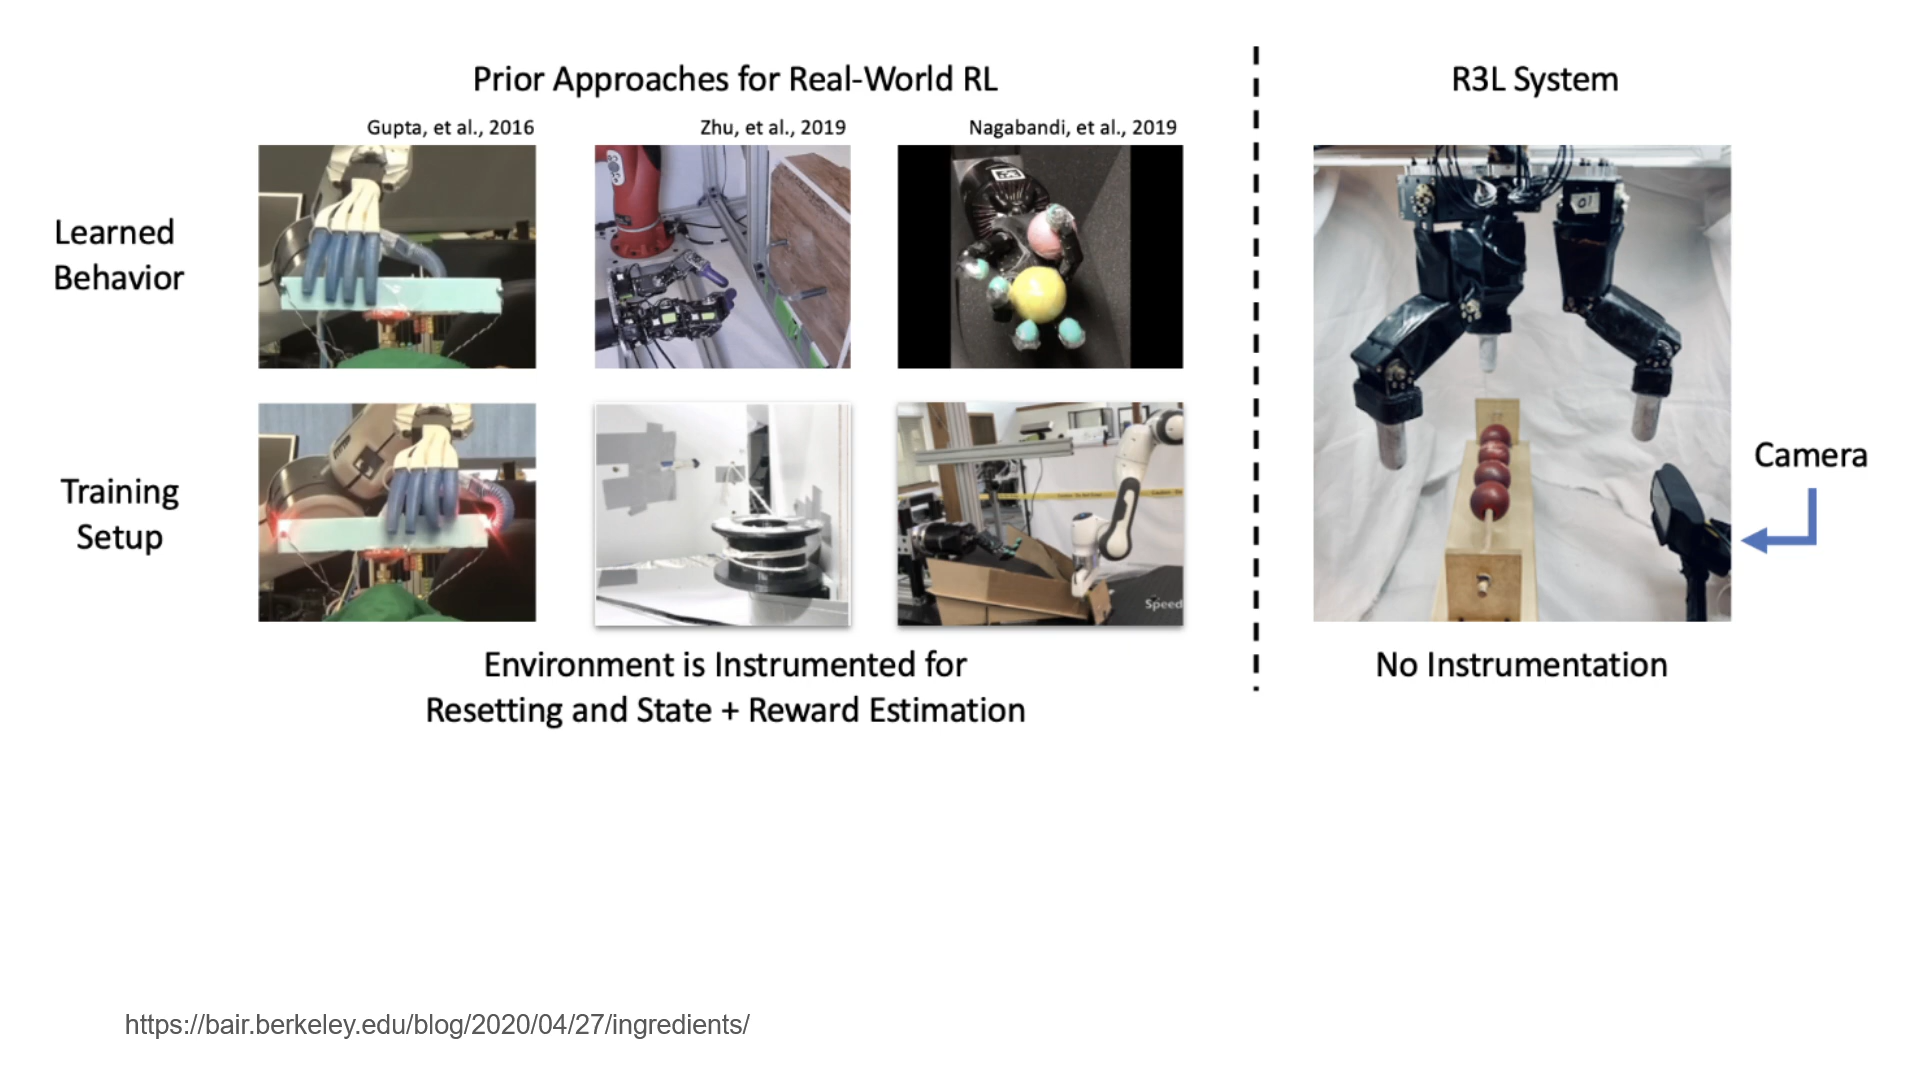 Prior Approaches for Real-World RL
R3L System
Gupta, et al., 2016
Zhu, et al., 2019
Nagabandi, et al., 2019
Learned
Behavior
Training
Setup
Speed
Camera
Environment is Instrumented for
Resetting and State + Reward Estimation
No Instrumentation
https://bair.berkeley.edu/blog/2020/04/27/ingredients/